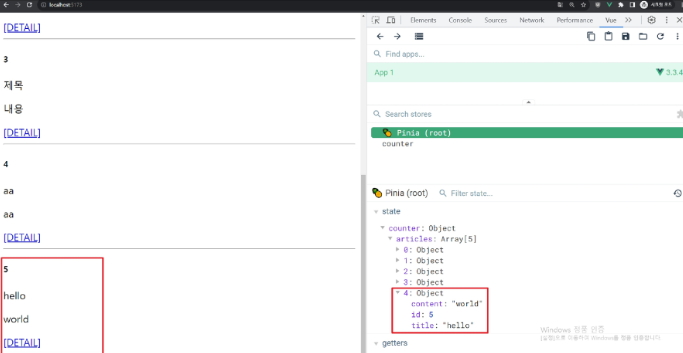 localhost:5173
[DETAIL]
3
제목
내용
[DETAIL]
4
aa
aa
[DETAIL]
5
hello
world
[DETAIL]
Elements Console Sources Network Performance Vue
Find apps...
App 1 3.3.4
Search stores
Pinia (root)
counter
Pinia (root) Filter state...
state
counter: Object
articles: Array[5]
0: Object
1: Object
2: Object
3: Object
4: Object
content: "world"
id: 5
title: "hello"
getters
Windows 정품 인증
[설정]으로 이동하여 Windows를 정품 인증합니다.